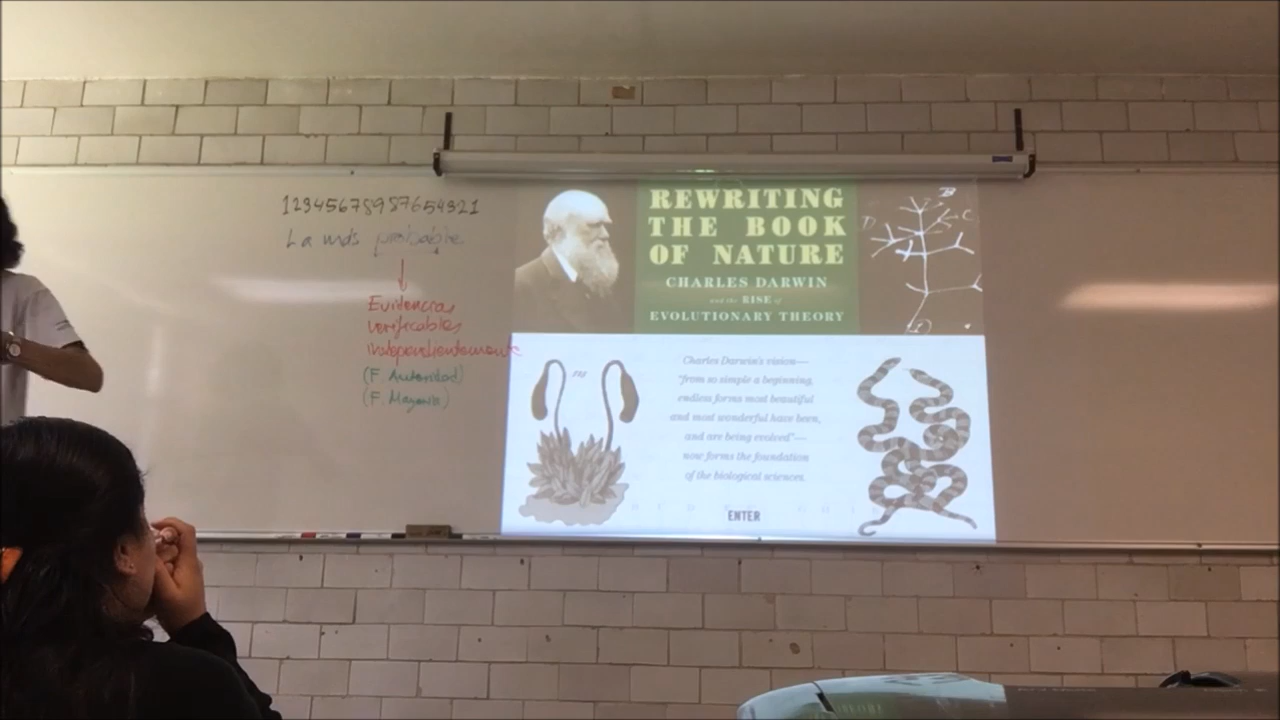 12345678987654321
La más probable
Evidencias
verificables
independientemente
(F. Autoridad)
(F. Mayoría)
REWRITING
THE BOOK
OF NATURE
CHARLES DARWIN
and the RISE of
EVOLUTIONARY THEORY
B
D
C
Charles Darwin's vision—
"from so simple a beginning,
endless forms most beautiful
and most wonderful have been,
and are being evolved"—
now forms the foundation
of the biological sciences.
ENTER